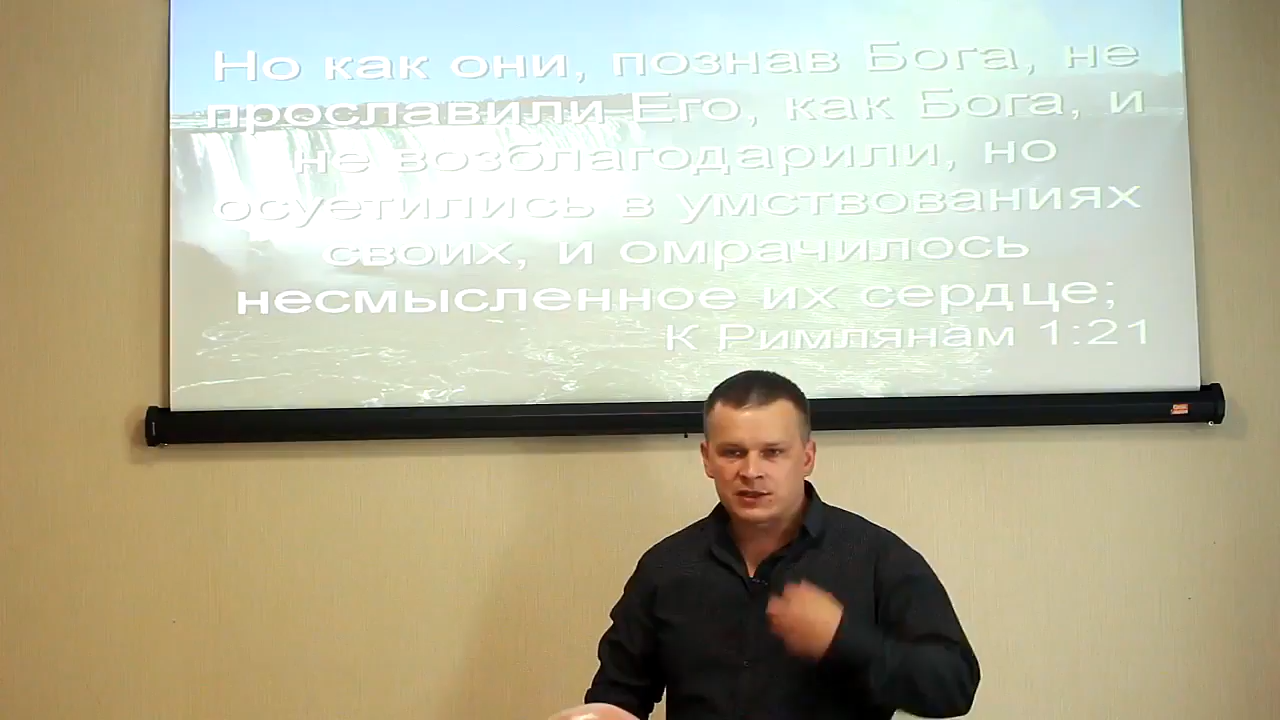 Но как они, познав Бога, не
прославили Его, как Бога, и
не возблагодарили, но
осуетились в умствованиях
своих, и омрачилось
несмысленное их сердце;
К Римлянам 1:21